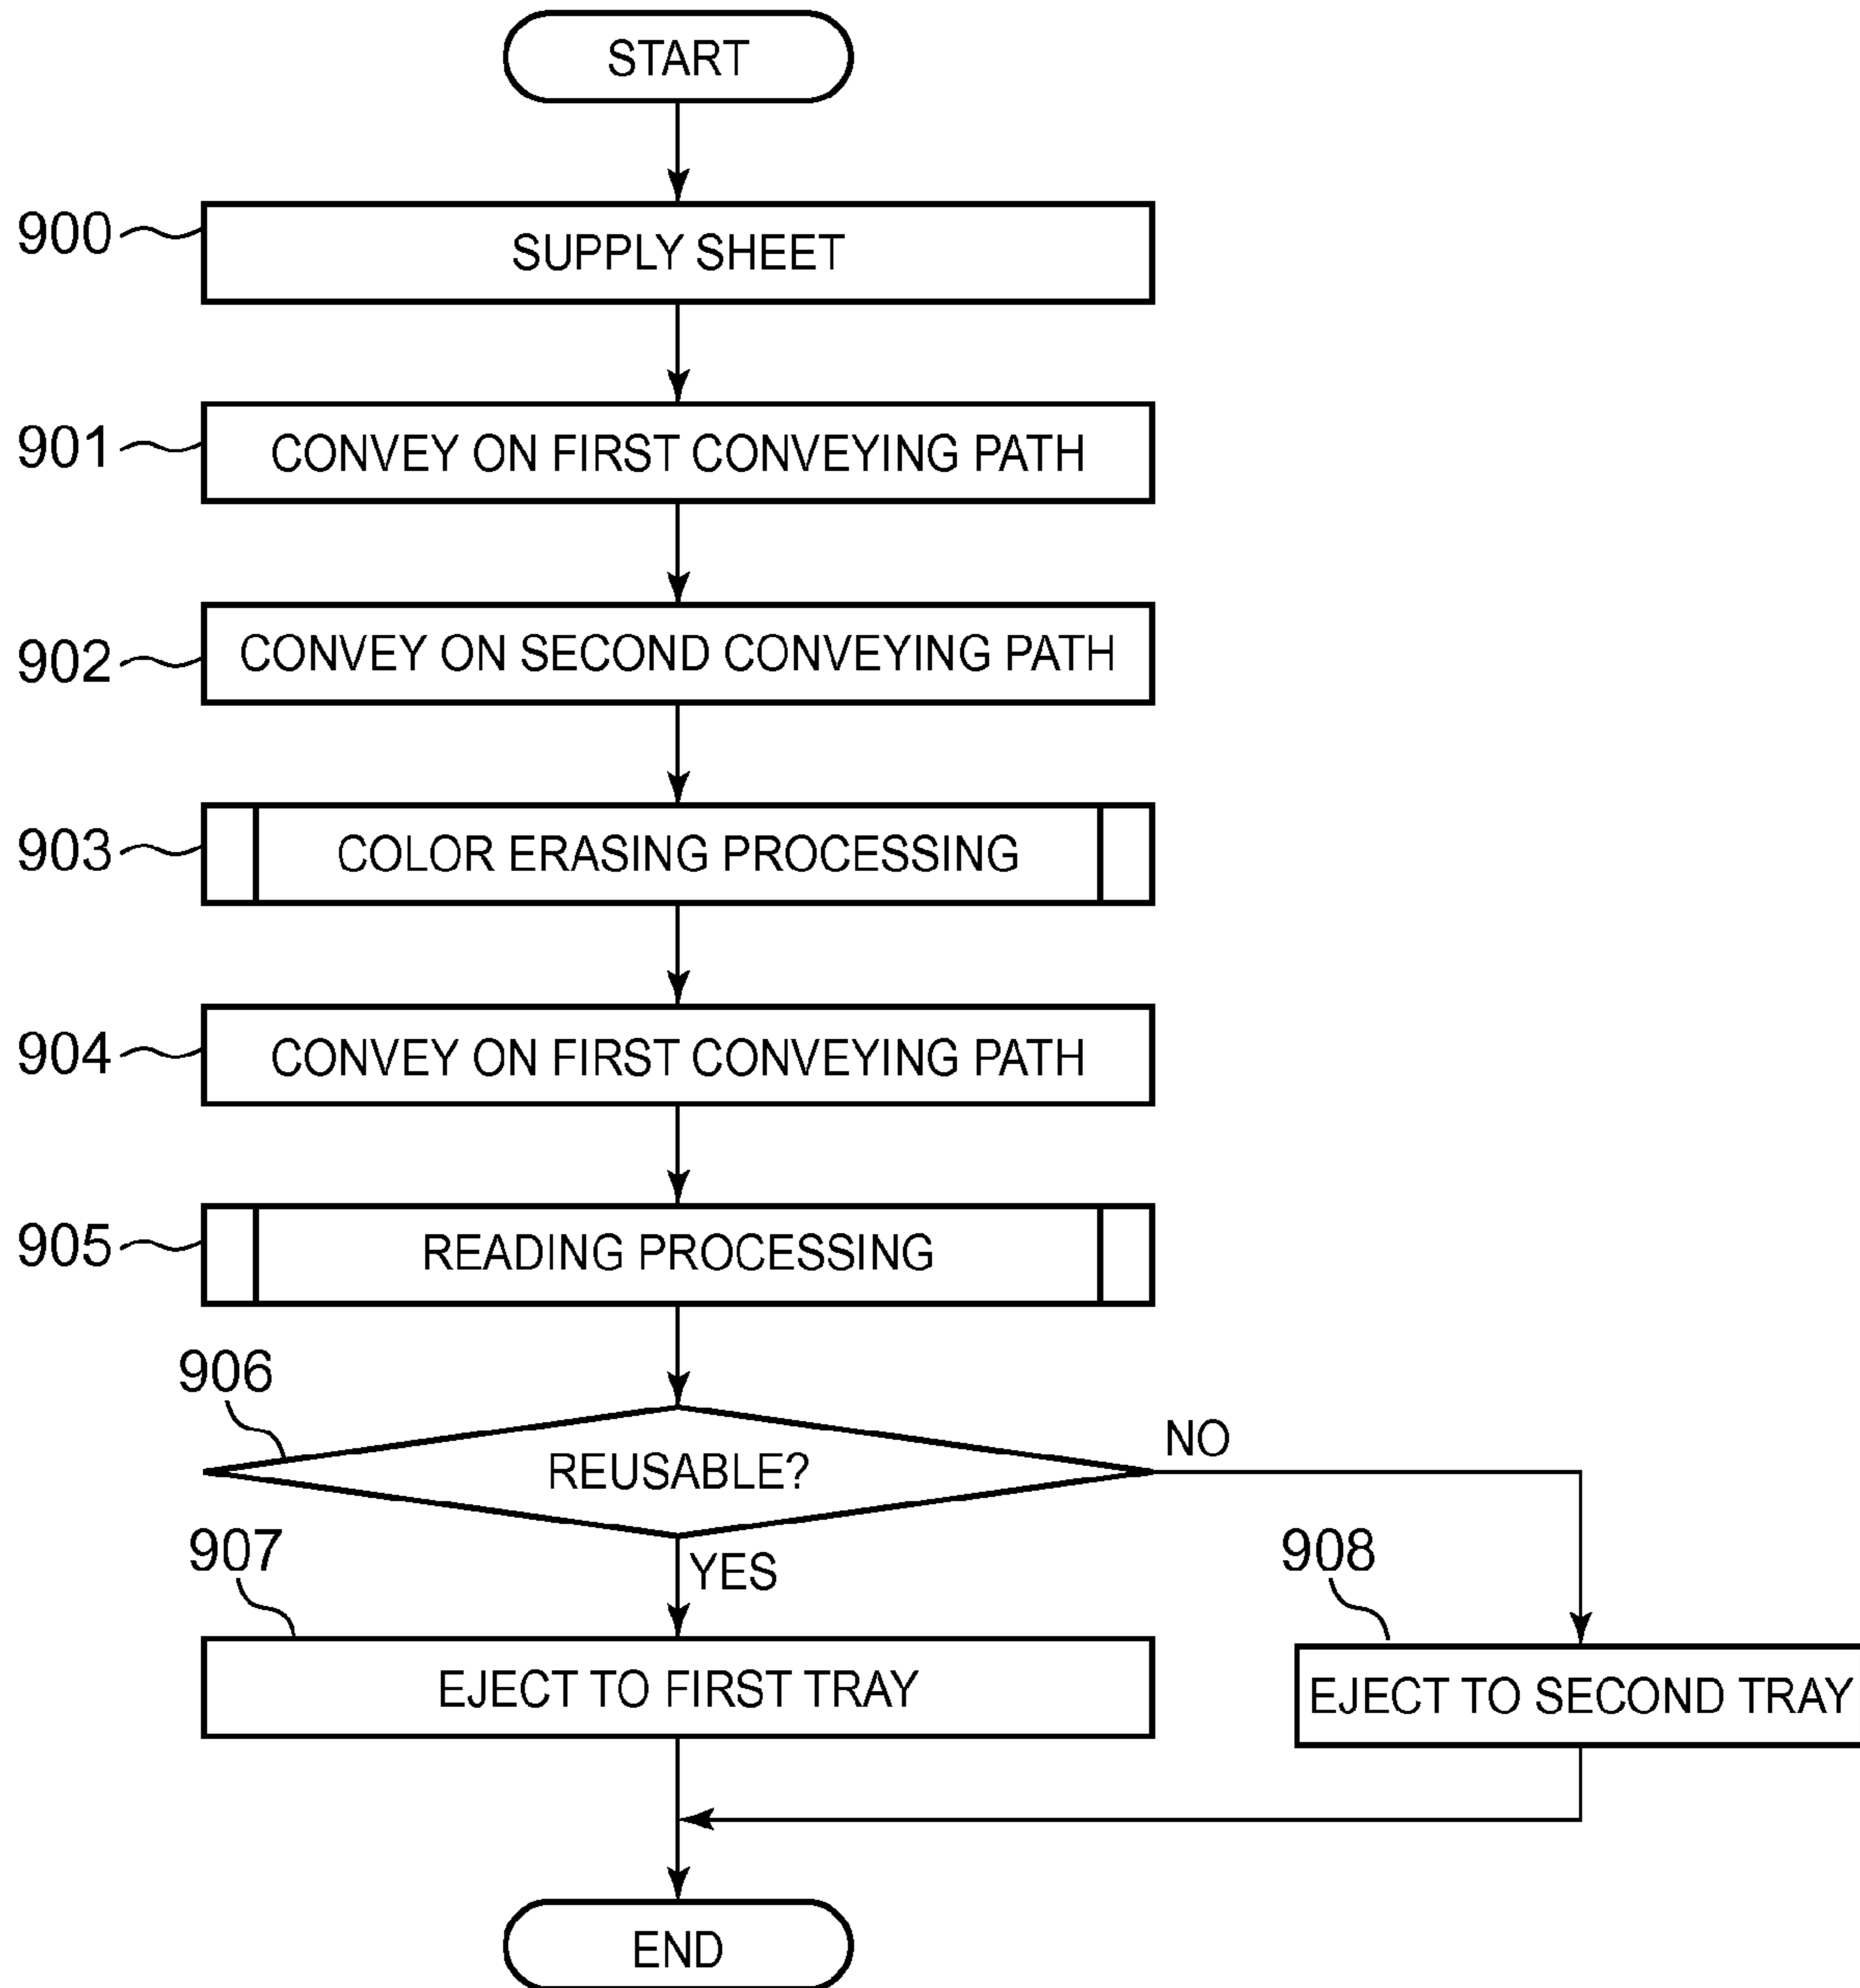 START
900
SUPPLY SHEET
901
CONVEY ON FIRST CONVEYING PATH
902
CONVEY ON SECOND CONVEYING PATH
903
COLOR ERASING PROCESSING
904
CONVEY ON FIRST CONVEYING PATH
905
READING PROCESSING
906
REUSABLE?
NO
YES
907
EJECT TO FIRST TRAY
908
EJECT TO SECOND TRAY
END